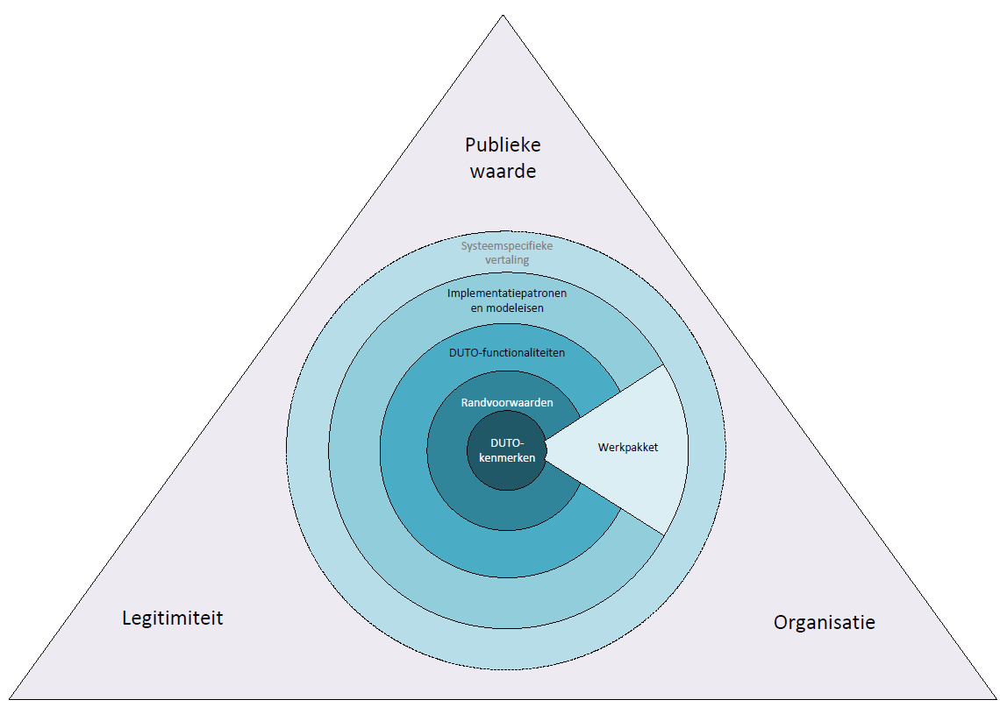 Publieke
waarde
Systeemspecifieke
vertaling
Implementatiepatronen
en modeleisen
DUTO-functionaliteiten
Randvoorwaarden
DUTO-
kenmerken
Werkpakket
Legitimiteit
Organisatie